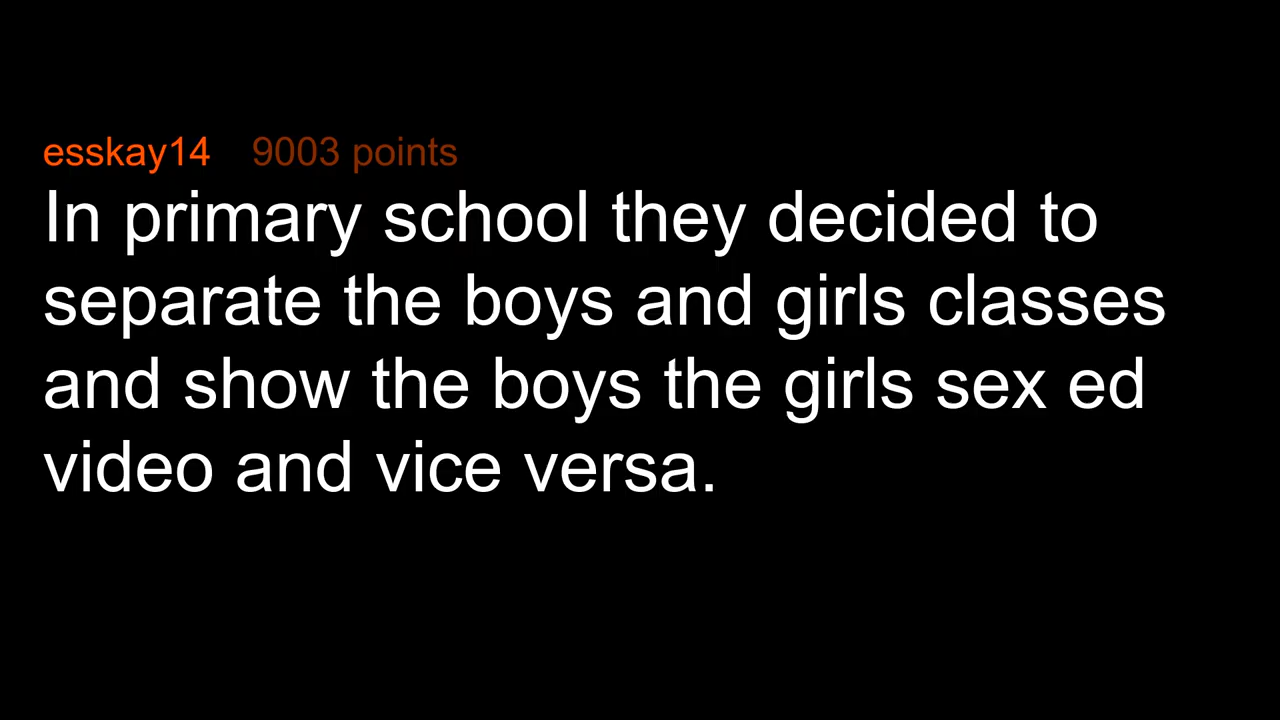 esskay14 9003 points
In primary school they decided to
separate the boys and girls classes
and show the boys the girls sex ed
video and vice versa.